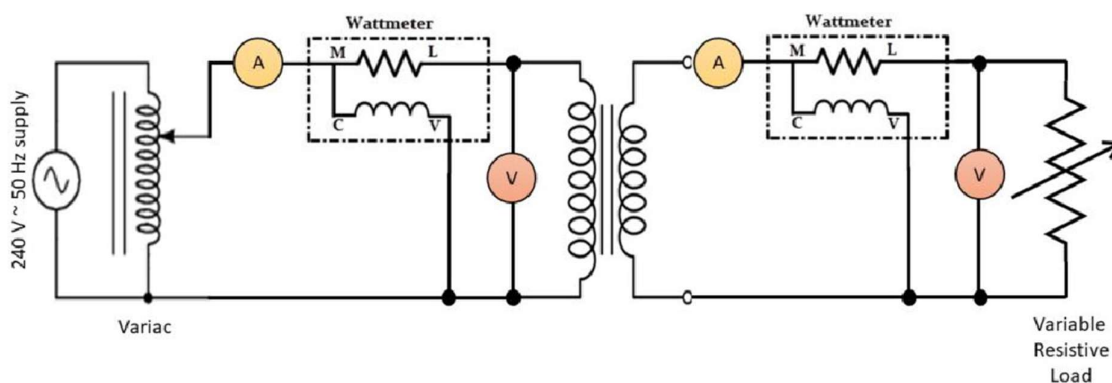 Wattmeter
M L
C V
A
V
Wattmeter
M L
C V
A
V
240 V ~ 50 Hz supply
Variac
Variable
Resistive
Load